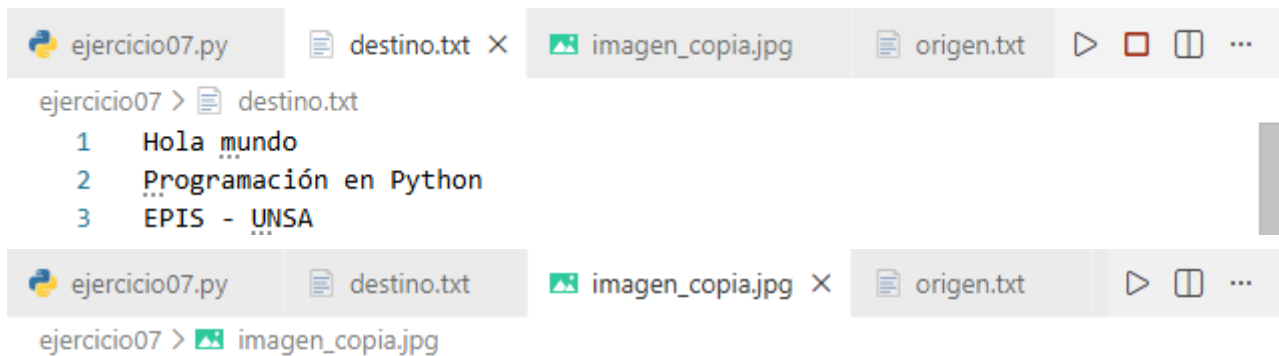 ejercicio07.py destino.txt imagen_copia.jpg origen.txt
ejercicio07 > destino.txt
1 Hola mundo
2 Programación en Python
3 EPIS - UNSA
ejercicio07.py destino.txt imagen_copia.jpg origen.txt
ejercicio07 > imagen_copia.jpg